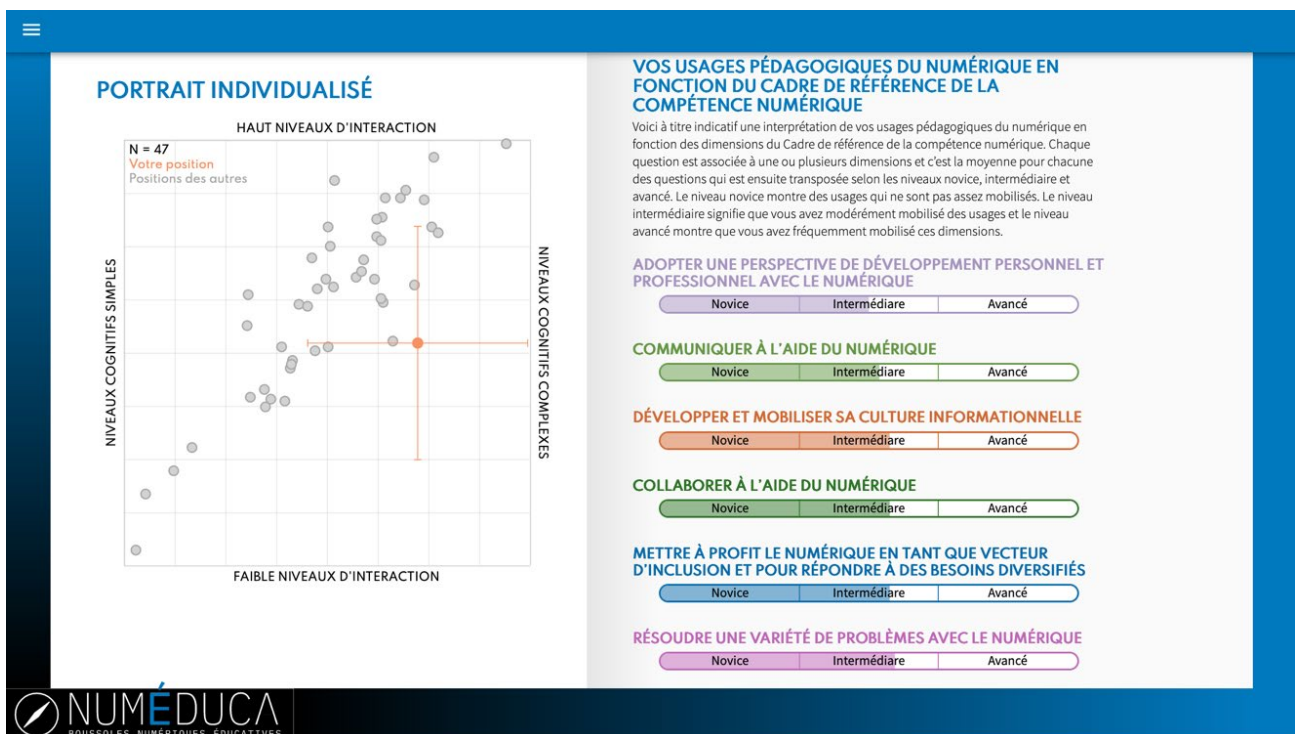 PORTRAIT INDIVIDUALISÉ
HAUT NIVEAUX D'INTERACTION
N = 47
Votre position
Positions des autres
NIVEAUX COGNITIFS SIMPLES
NIVEAUX COGNITIFS COMPLEXES
FAIBLE NIVEAUX D'INTERACTION
VOS USAGES PÉDAGOGIQUES DU NUMÉRIQUE EN
FONCTION DU CADRE DE RÉFÉRENCE DE LA
COMPÉTENCE NUMÉRIQUE
Voici à titre indicatif une interprétation de vos usages pédagogiques du numérique en
fonction des dimensions du Cadre de référence de la compétence numérique. Chaque
question est associée à une ou plusieurs dimensions et c'est la moyenne pour chacune
des questions qui est ensuite transposée selon les niveaux novice, intermédiaire et
avancé. Le niveau novice montre des usages qui ne sont pas assez mobilisés. Le niveau
intermédiaire signifie que vous avez modérément mobilisé des usages et le niveau
avancé montre que vous avez fréquemment mobilisé ces dimensions.
ADOPTER UNE PERSPECTIVE DE DÉVELOPPEMENT PERSONNEL ET
PROFESSIONNEL AVEC LE NUMÉRIQUE
Novice Intermédiare Avancé
COMMUNIQUER À L'AIDE DU NUMÉRIQUE
Novice Intermédiare Avancé
DÉVELOPPER ET MOBILISER SA CULTURE INFORMATIONNELLE
Novice Intermédiare Avancé
COLLABORER À L'AIDE DU NUMÉRIQUE
Novice Intermédiare Avancé
METTRE À PROFIT LE NUMÉRIQUE EN TANT QUE VECTEUR
D'INCLUSION ET POUR RÉPONDRE À DES BESOINS DIVERSIFIÉS
Novice Intermédiare Avancé
RÉSOUDRE UNE VARIÉTÉ DE PROBLÈMES AVEC LE NUMÉRIQUE
Novice Intermédiare Avancé
NUMÉDUCA
BOUSSOLES NUMÉRIQUES ÉDUCATIVES